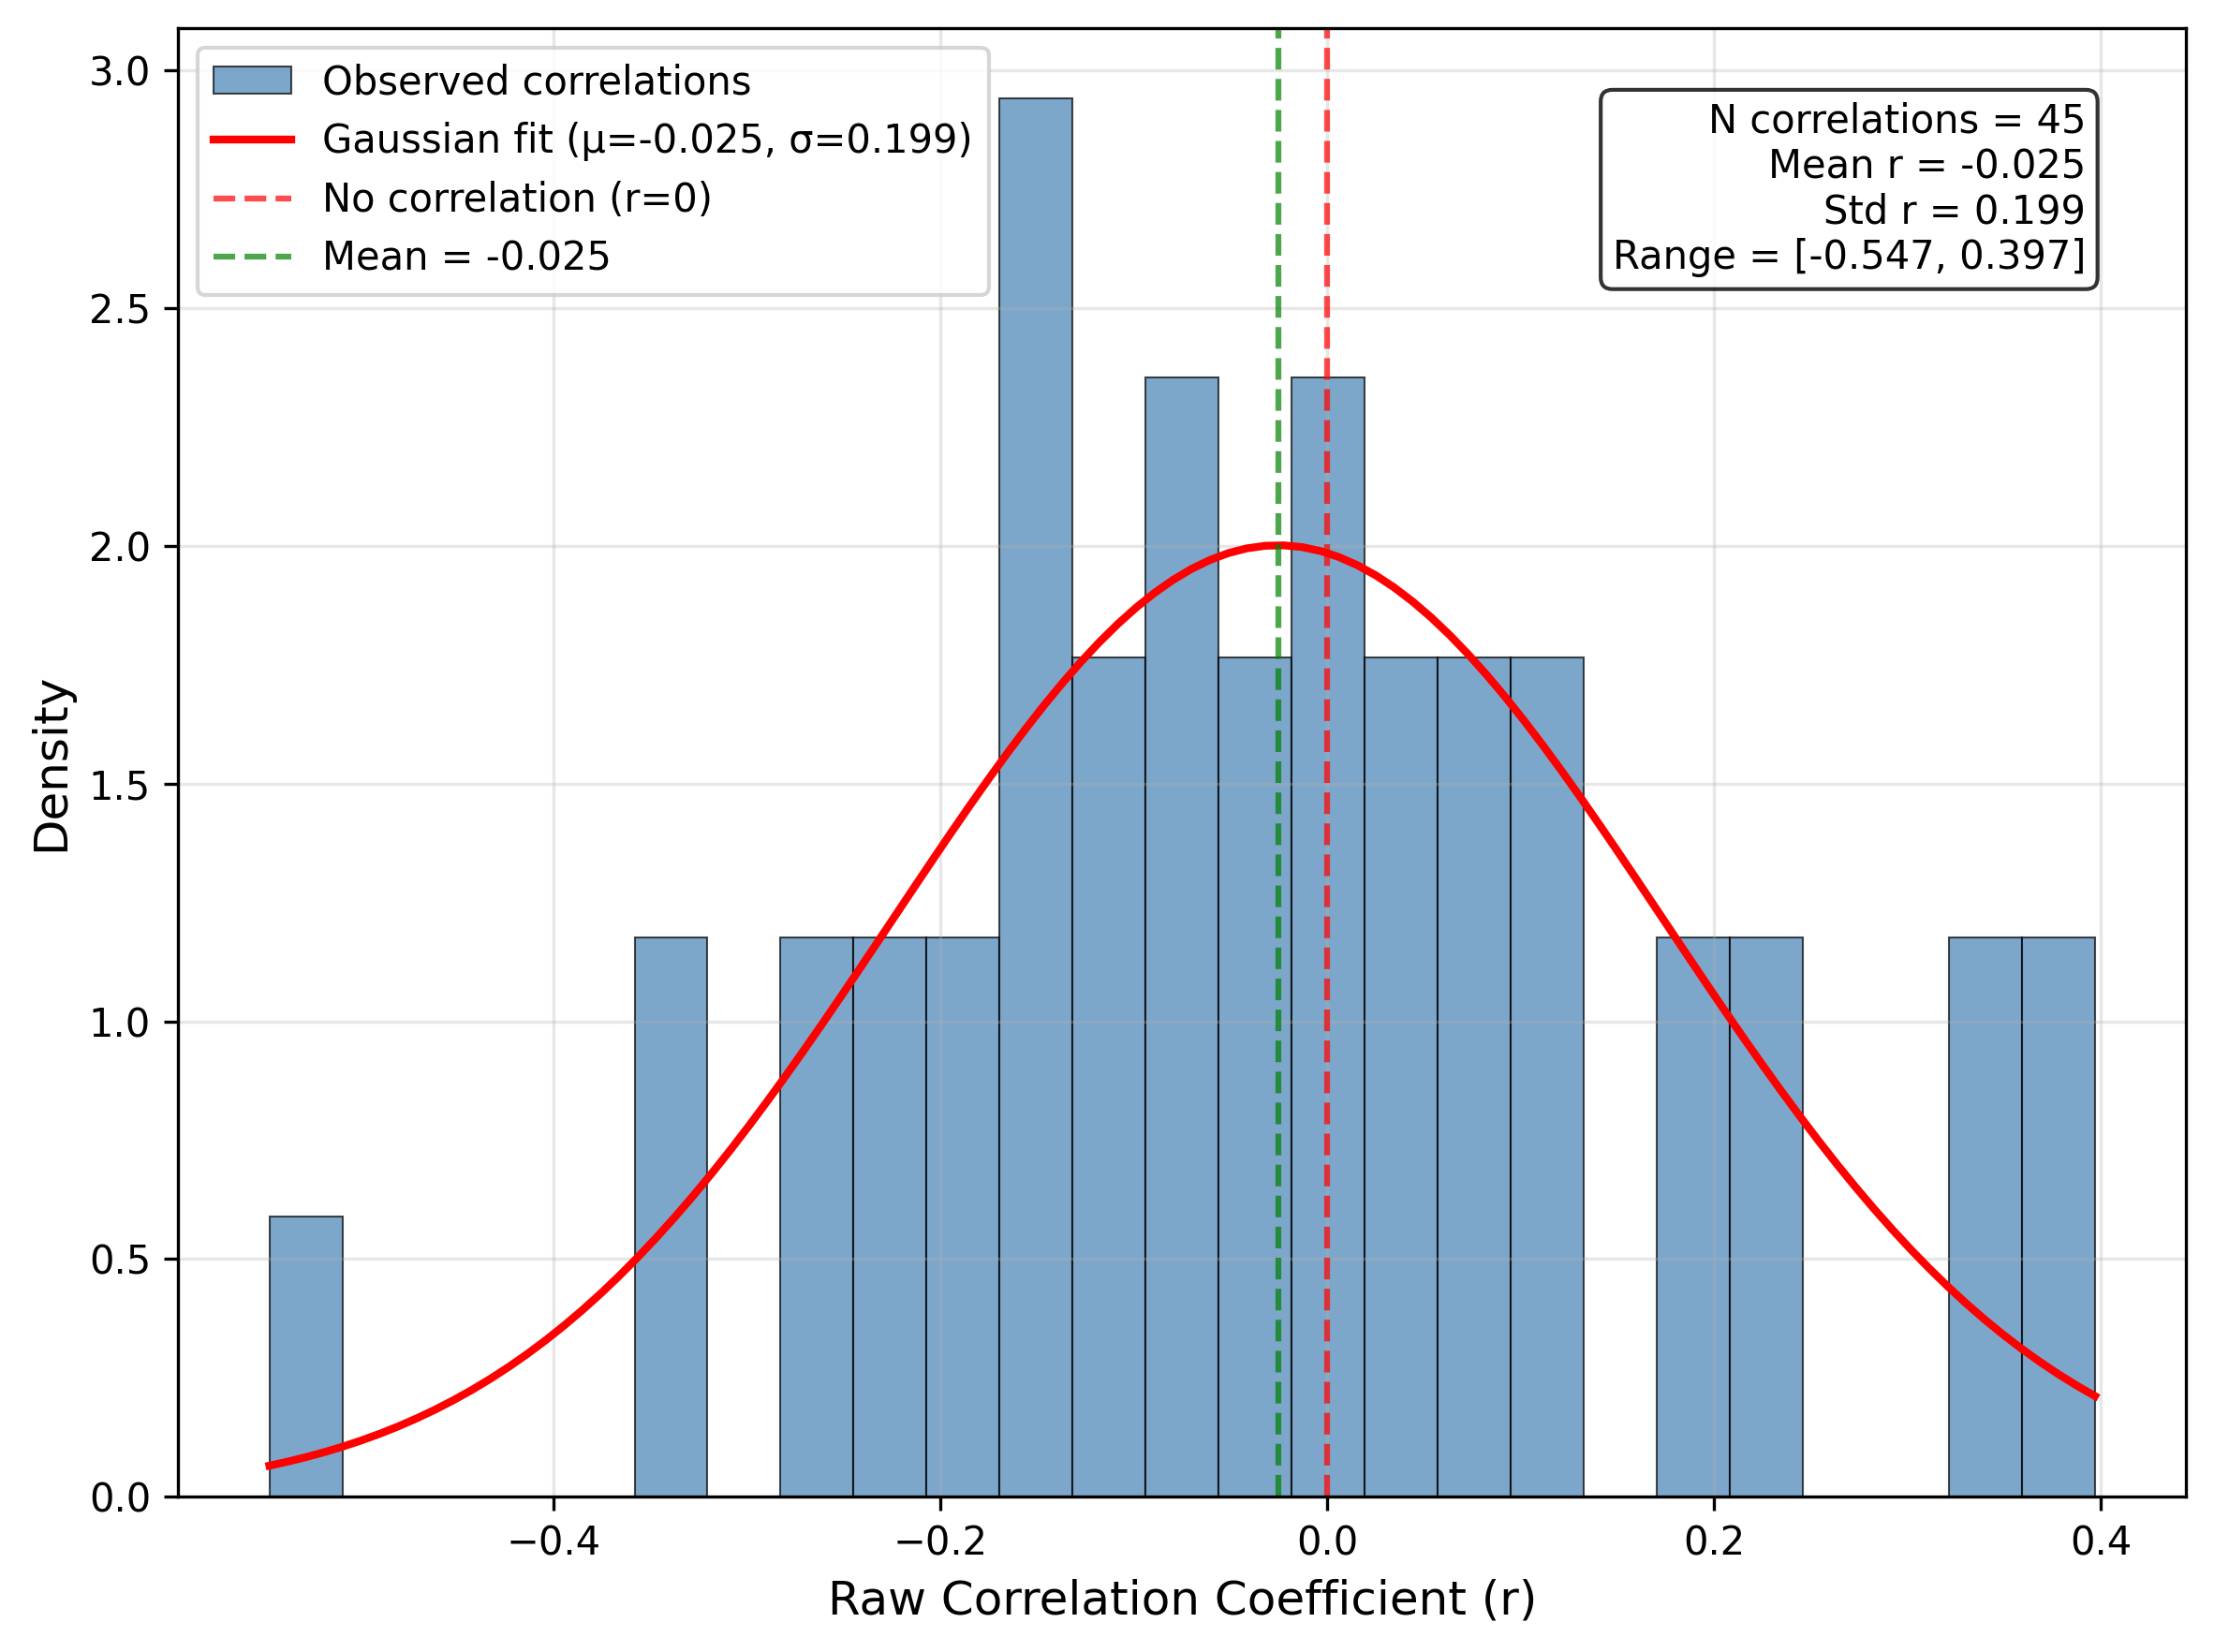 Observed correlations
Gaussian fit (μ=-0.025, σ=0.199)
No correlation (r=0)
Mean = -0.025
N correlations = 45
Mean r = -0.025
Std r = 0.199
Range = [-0.547, 0.397]
3.0
2.5
2.0
1.5
1.0
0.5
0.0
Density
−0.4
−0.2
0.0
0.2
0.4
Raw Correlation Coefficient (r)